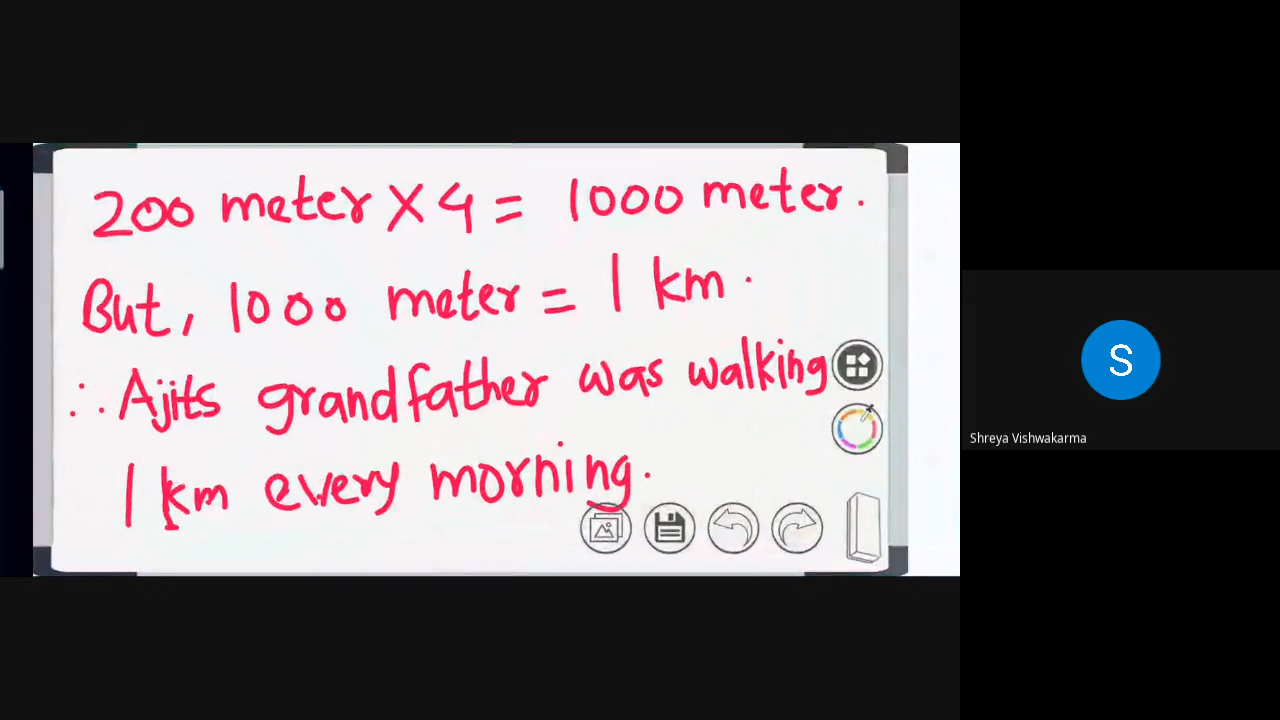 200 meter X 4 = 1000 meter.
But, 1000 meter = 1 km.
∴ Ajits grandfather was walking
1 km every morning.
S
Shreya Vishwakarma